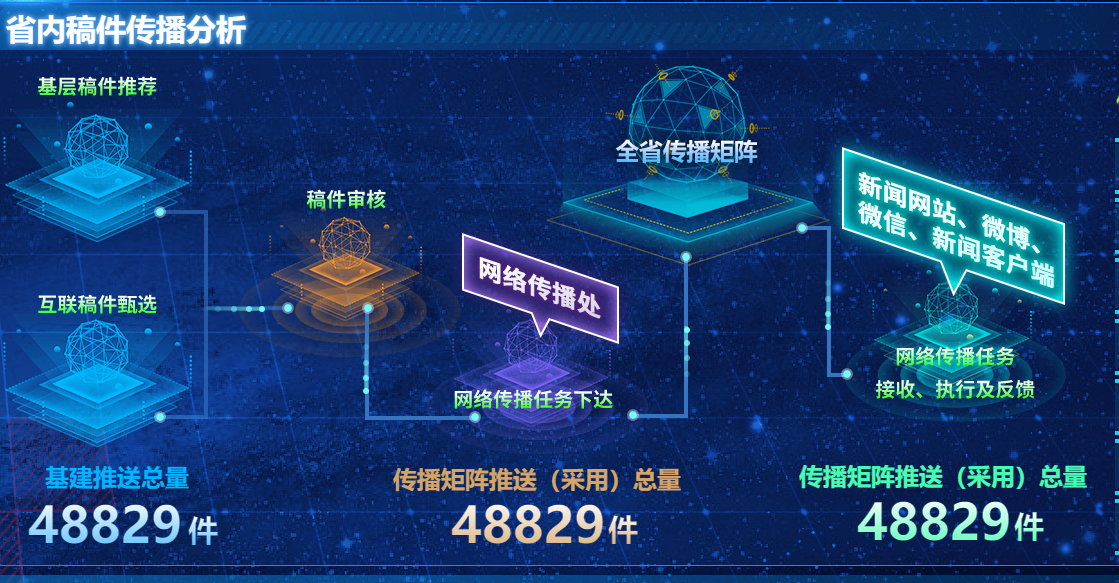 省内稿件传播分析
基层稿件推荐
全省传播矩阵
新闻网站、微博、
微信、新闻客户端
稿件审核
网络传播处
互联稿件甄选
网络传播任务下达
网络传播任务
接收、执行及反馈
基建推送总量
48829件
传播矩阵推送（采用）总量
48829件
传播矩阵推送（采用）总量
48829件